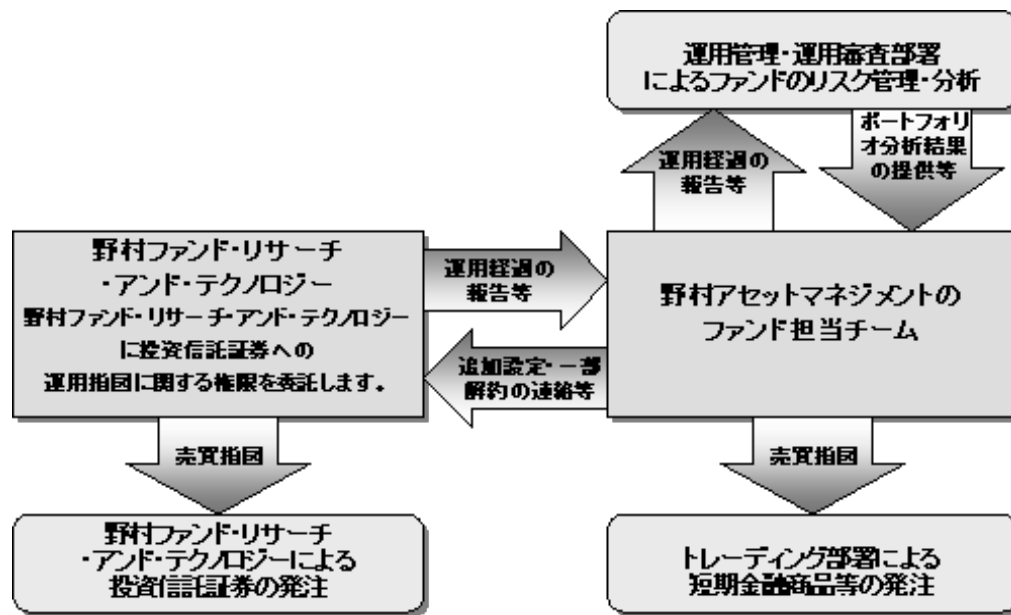 運用管理・運用審査部署
によるファンドのリスク管理・分析
運用経過の
報告等
ポートフォリ
オ分析結果
の提供等
野村ファンド・リサーチ
・アンド・テクノロジー
野村ファンド・リサーチ・アンド・テクノロジー
に投資信託証券への
運用指図に関する権限を委託します。
運用経過の
報告等
追加設定・一部
解約の連絡等
野村アセットマネジメントの
ファンド担当チーム
売買指図
売買指図
野村ファンド・リサーチ
・アンド・テクノロジーによる
投資信託証券の発注
トレーディング部署による
短期金融商品等の発注